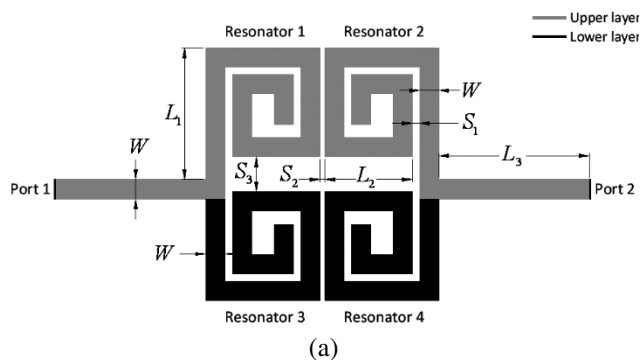 Resonator 1
Resonator 2
Upper layer
Lower layer
L1
W
S1
W
S3
S2
L2
L3
Port 1
Port 2
W
Resonator 3
Resonator 4
(a)